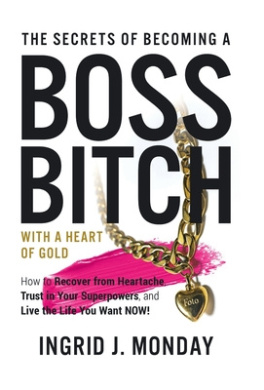 THE SECRETS OF BECOMING A
BOSS
BITCH
WITH A HEART
OF GOLD
How to Recover from Heartache
Trust in Your Superpowers, and
Live the Life You Want NOW!
Foto
INGRID J. MONDAY